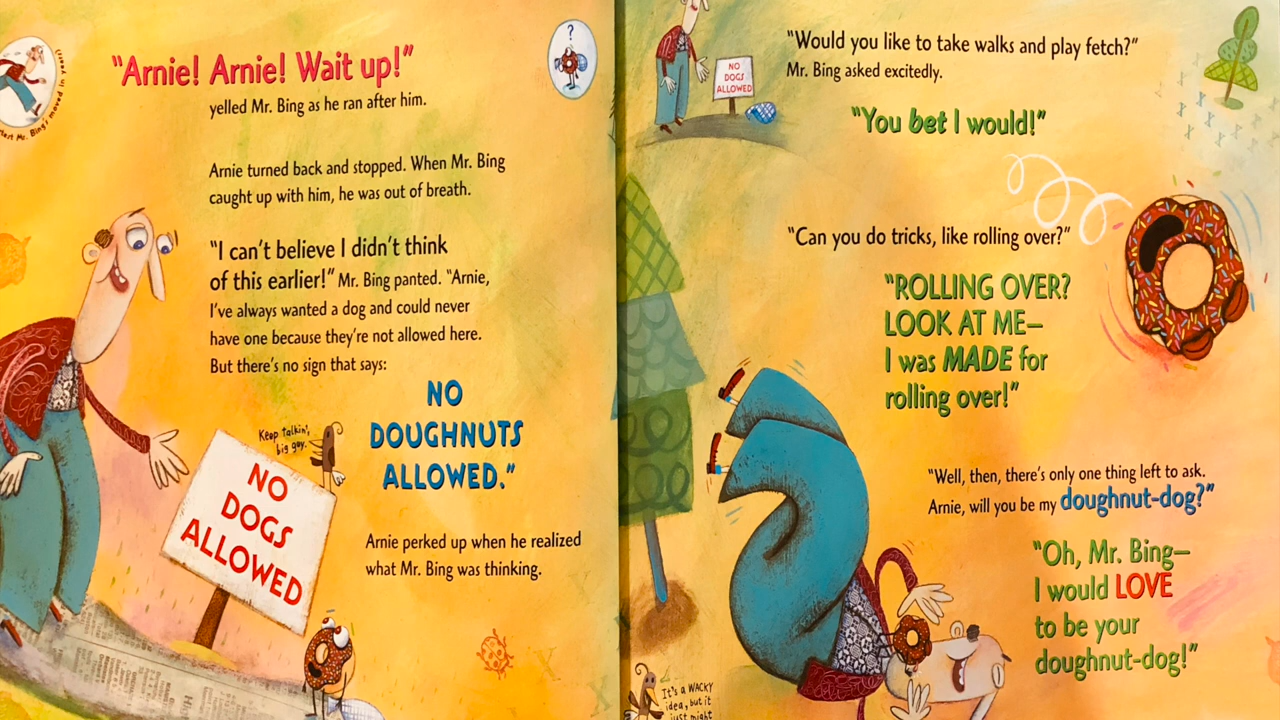 "Arnie! Arnie! Wait up!"
yelled Mr. Bing as he ran after him.
Arnie turned back and stopped. When Mr. Bing
caught up with him, he was out of breath.
"I can't believe I didn't think
of this earlier!" Mr. Bing panted. "Arnie,
I've always wanted a dog and could never
have one because they're not allowed here.
But there's no sign that says:
NO
DOUGHNUTS
ALLOWED."
Keep talkin',
big guy.
NO
DOGS
ALLOWED
Arnie perked up when he realized
what Mr. Bing was thinking.
Mr. Bing's moved in years!
?
NO
DOGS
ALLOWED
"Would you like to take walks and play fetch?"
Mr. Bing asked excitedly.
"You bet I would!"
"Can you do tricks, like rolling over?"
"ROLLING OVER?
LOOK AT ME—
I was MADE for
rolling over!"
"Well, then, there's only one thing left to ask.
Arnie, will you be my doughnut-dog?"
"Oh, Mr. Bing—
I would LOVE
to be your
doughnut-dog!"
It's a WACKY
idea, but it
just might